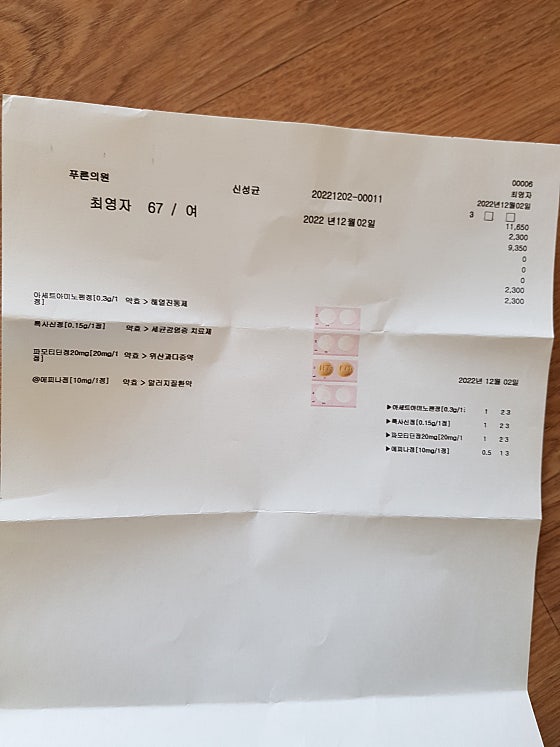 푸른의원
신성균
20221202-00011
00006
최영자
최영자 67 / 여
2022 년12월02일
2022년12월02일
3
11,650
2,300
9,350
0
0
0
2,300
2,300
아세트아미노펜정[0.3g/1정] 약효 > 해열진통제
록사신정[0.15g/1정] 약효 > 세균감염증 치료제
파모티딘정20mg[20mg/1정] 약효 > 위산과다증약
@에피나정[10mg/1정] 약효 > 알러지질환약
2022년 12월 02일
▶아세트아미노펜정[0.3g/1 1 2 3
▶록사신정[0.15g/1정] 1 2 3
▶파모티딘정20mg[20mg/1 1 2 3
▶에피나정[10mg/1정] 0.5 1 3